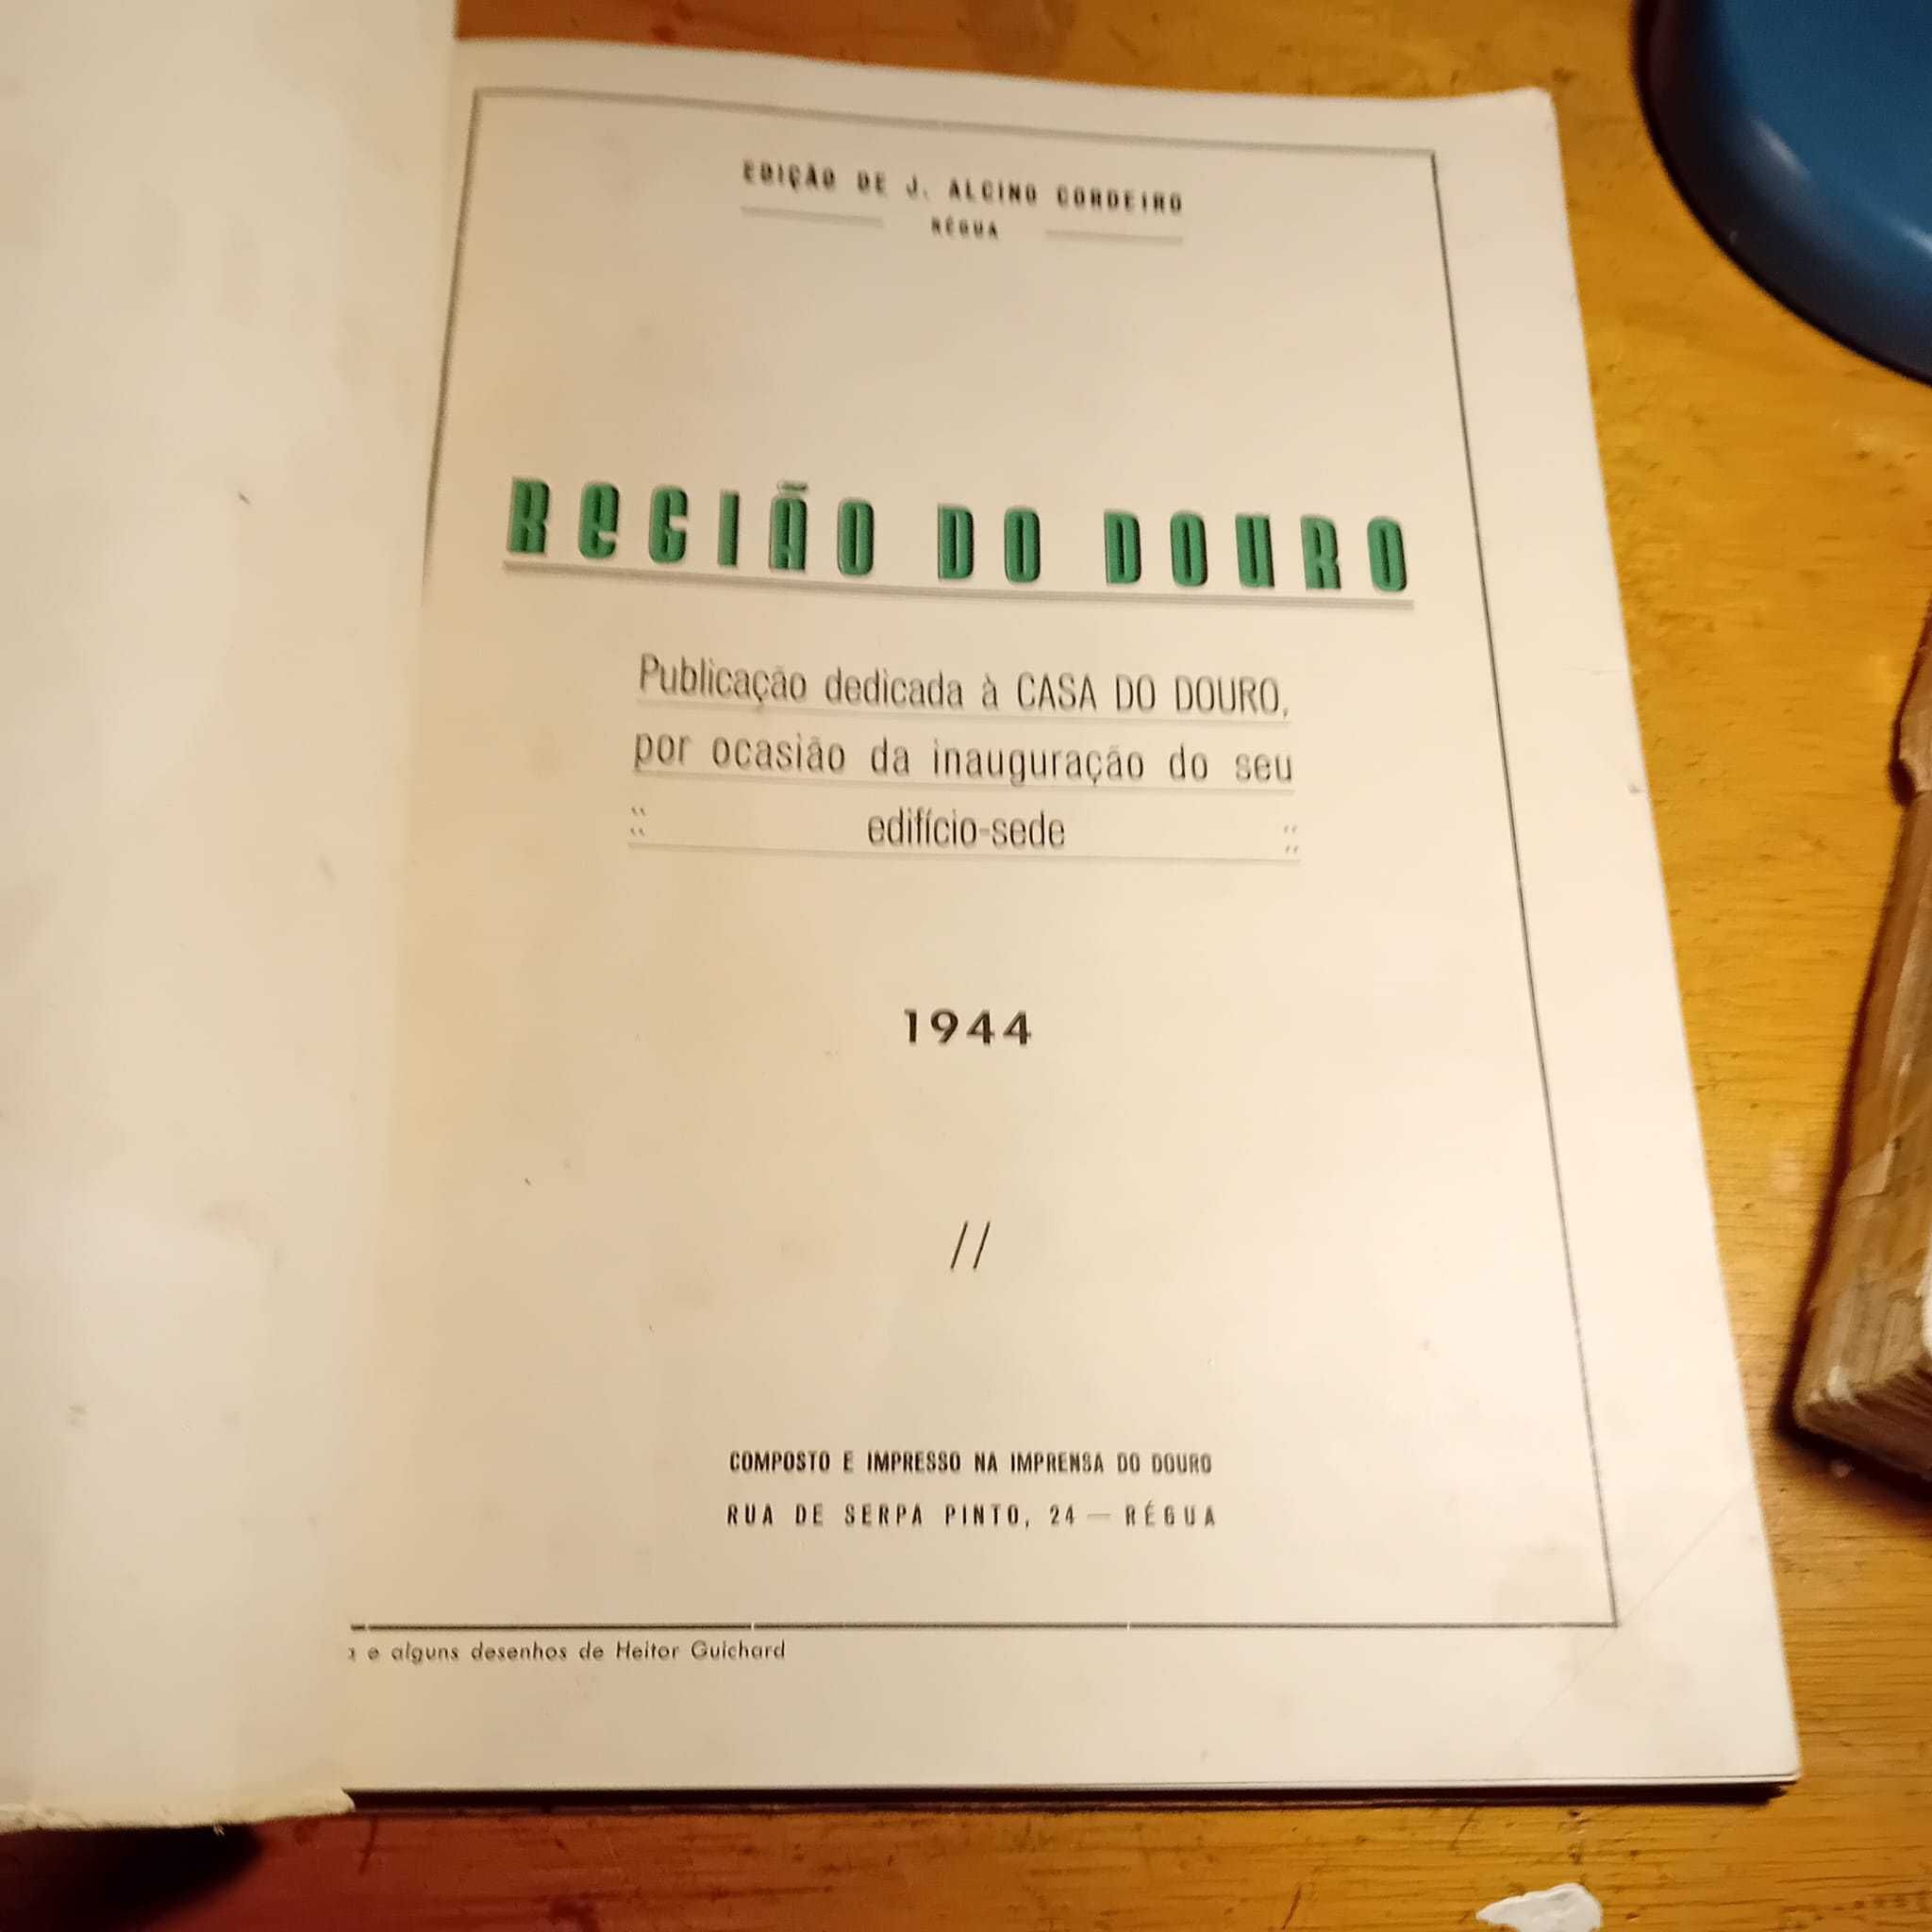 EDIÇÃO DE J. ALCINO CORDEIRO
RÉGUA
REGIÃO DO DOURO
Publicação dedicada à CASA DO DOURO,
por ocasião da inauguração do seu
edifício-sede
1944
//
COMPOSTO E IMPRESSO NA IMPRENSA DO DOURO
RUA DE SERPA PINTO, 24 — RÉGUA
e alguns desenhos de Heitor Guichard